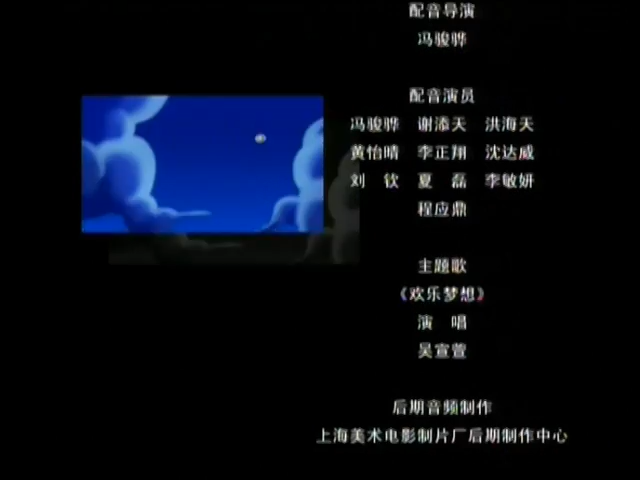 配音导演
冯骏骅
配音演员
冯骏骅 谢添天 洪海天
黄怡晴 李正翔 沈达威
刘 钦 夏 磊 李敏妍
程应鼎
主题歌
《欢乐梦想》
演 唱
吴宣萱
后期音频制作
上海美术电影制片厂后期制作中心